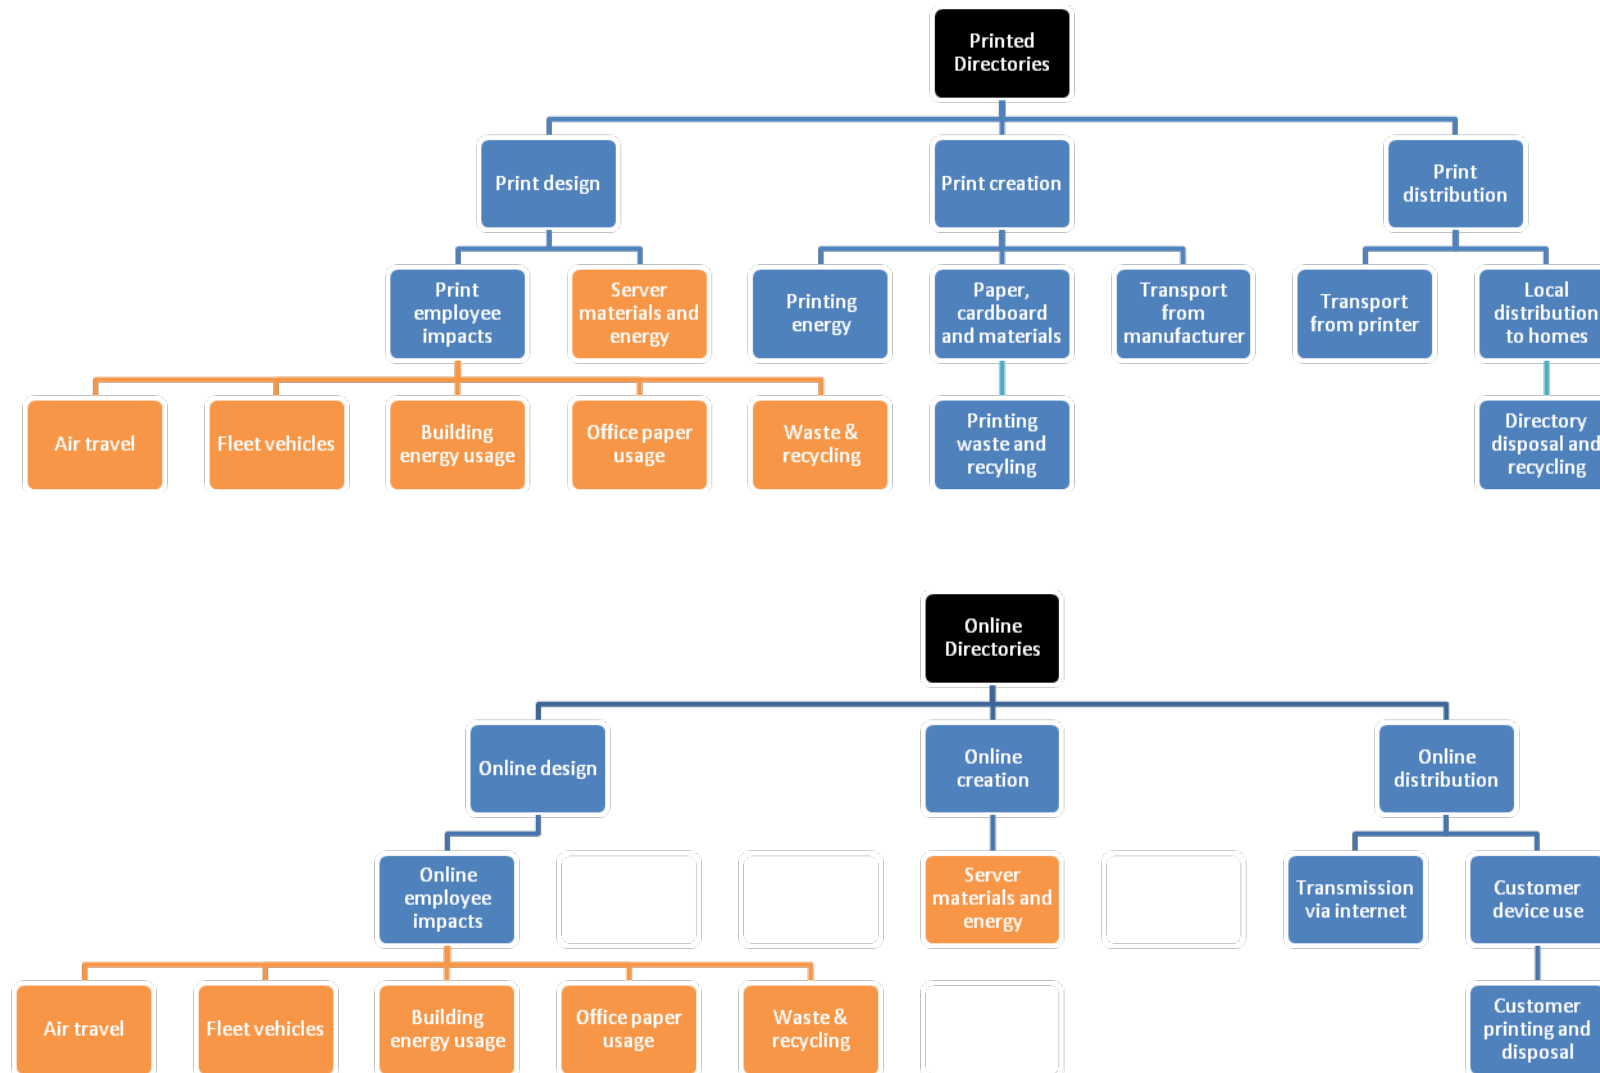 Printed
Directories
Print design
Print creation
Print
distribution
Print
employee
impacts
Server
materials and
energy
Printing
energy
Paper,
cardboard
and materials
Transport
from
manufacturer
Transport
from printer
Local
distribution
to homes
Air travel
Fleet vehicles
Building
energy usage
Office paper
usage
Waste &
recycling
Printing
waste and
recyling
Directory
disposal and
recycling
Online
Directories
Online design
Online
creation
Online
distribution
Online
employee
impacts
Server
materials and
energy
Transmission
via internet
Customer
device use
Air travel
Fleet vehicles
Building
energy usage
Office paper
usage
Waste &
recycling
Customer
printing and
disposal